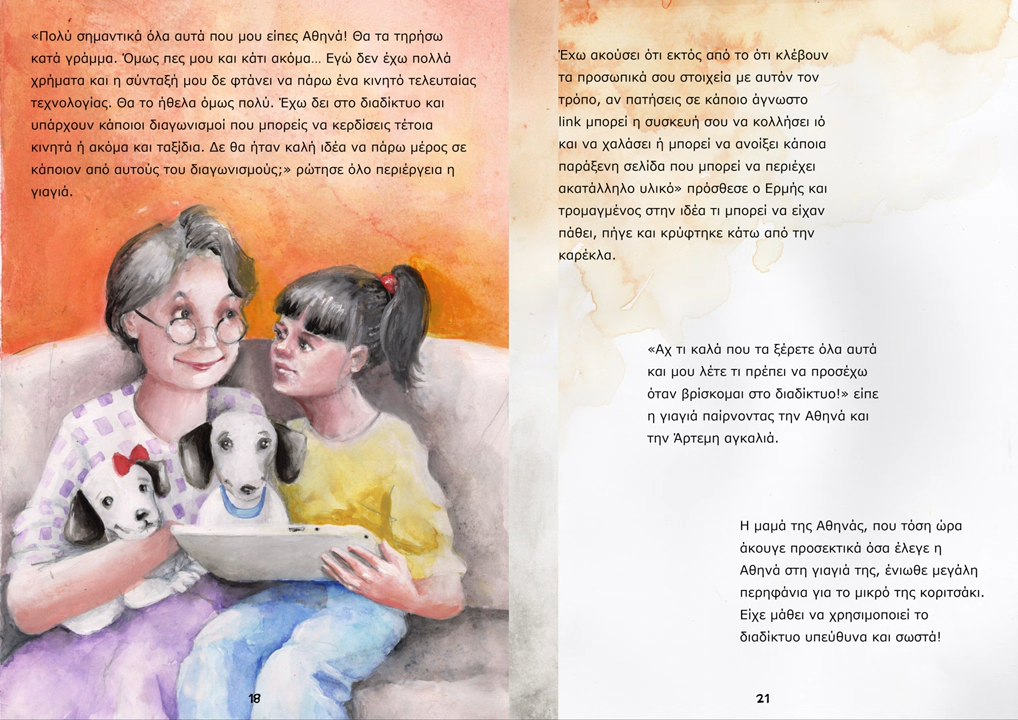 «Πολύ σημαντικά όλα αυτά που μου είπες Αθηνά! Θα τα τηρήσω
κατά γράμμα. Όμως πες μου και κάτι ακόμα... Εγώ δεν έχω πολλά
χρήματα και η σύνταξή μου δε φτάνει να πάρω ένα κινητό τελευταίας
τεχνολογίας. Θα το ήθελα όμως πολύ. Έχω δει στο διαδίκτυο και
υπάρχουν κάποιοι διαγωνισμοί που μπορείς να κερδίσεις τέτοια
κινητά ή ακόμα και ταξίδια. Δε θα ήταν καλή ιδέα να πάρω μέρος σε
κάποιον από αυτούς του διαγωνισμούς;» ρώτησε όλο περιέργεια η
γιαγιά.
18
Έχω ακούσει ότι εκτός από το ότι κλέβουν
τα προσωπικά σου στοιχεία με αυτόν τον
τρόπο, αν πατήσεις σε κάποιο άγνωστο
link μπορεί η συσκευή σου να κολλήσει ιό
και να χαλάσει ή μπορεί να ανοίξει κάποια
παράξενη σελίδα που μπορεί να περιέχει
ακατάλληλο υλικό» πρόσθεσε ο Ερμής και
τρομαγμένος στην ιδέα τι μπορεί να είχαν
πάθει, πήγε και κρύφτηκε κάτω από την
καρέκλα.
«Αχ τι καλά που τα ξέρετε όλα αυτά
και μου λέτε τι πρέπει να προσέχω
όταν βρίσκομαι στο διαδίκτυο!» είπε
η γιαγιά παίρνοντας την Αθηνά και
την Άρτεμη αγκαλιά.
Η μαμά της Αθηνάς, που τόση ώρα
άκουγε προσεκτικά όσα έλεγε η
Αθηνά στη γιαγιά της, ένιωθε μεγάλη
περηφάνια για το μικρό της κοριτσάκι.
Είχε μάθει να χρησιμοποιεί το
διαδίκτυο υπεύθυνα και σωστά!
21